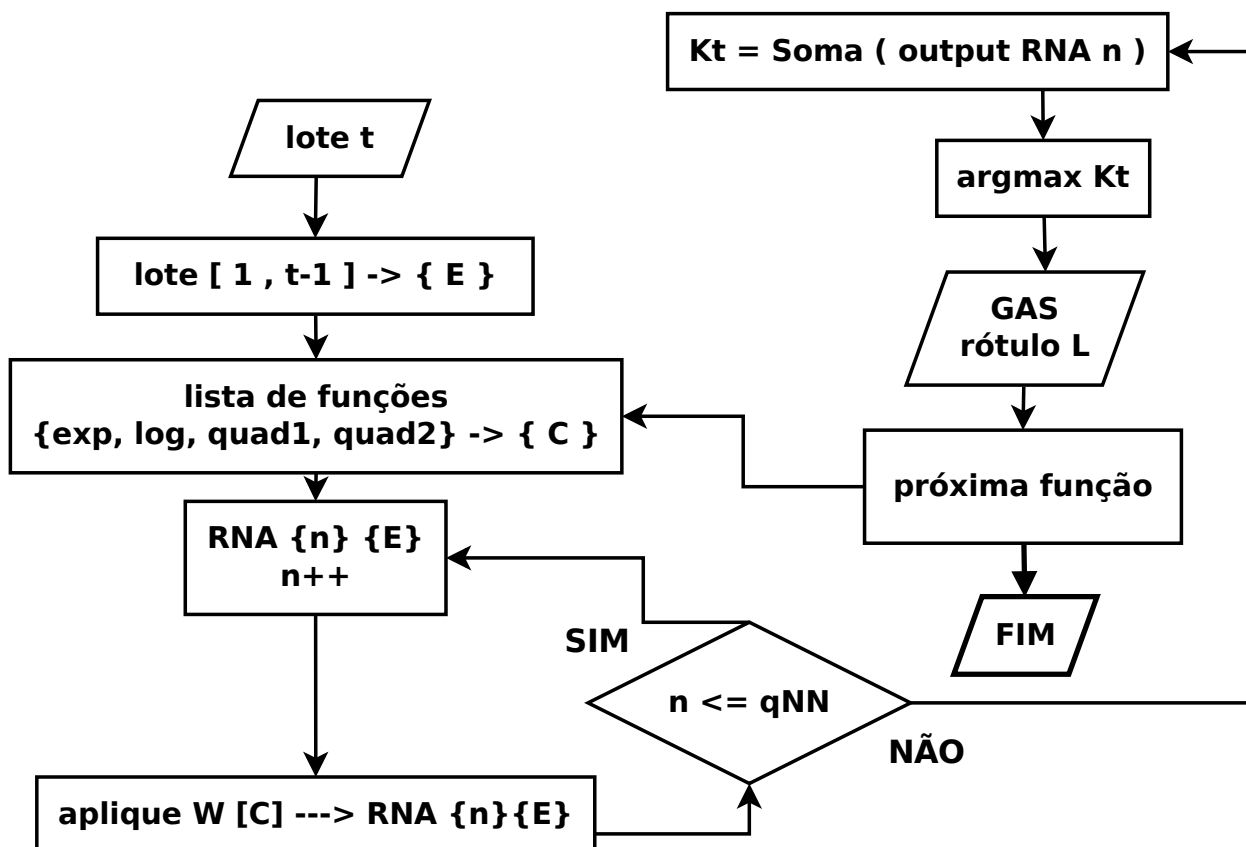 lote t
lote [ 1 , t-1 ] -> { E }
lista de funções
{exp, log, quad1, quad2} -> { C }
RNA {n} {E}
n++
aplique W [C] ---> RNA {n}{E}
n <= qNN
SIM
NÃO
Kt = Soma ( output RNA n )
argmax Kt
GAS
rótulo L
próxima função
FIM